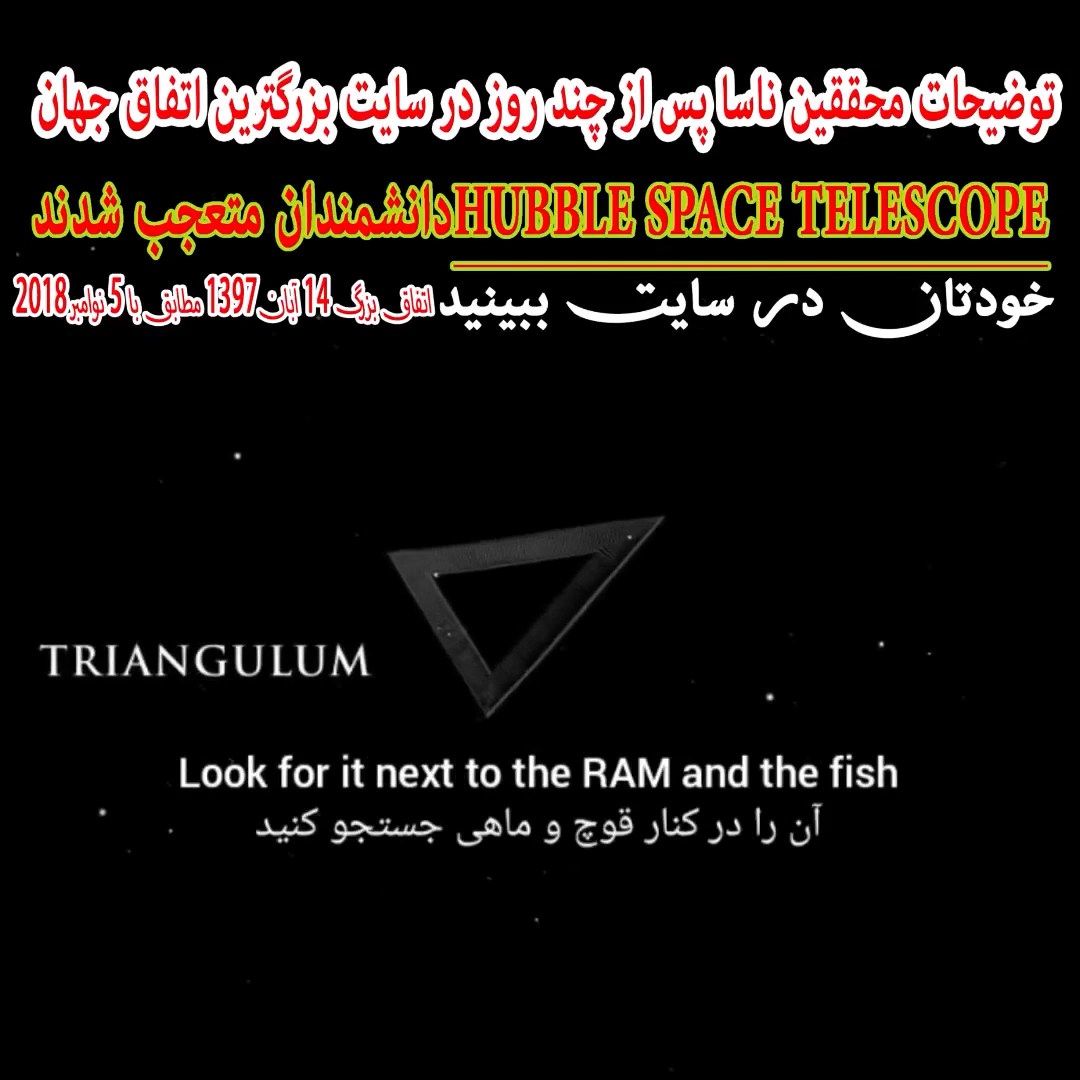 توضیحات محققین ناسا پس از چند روز در سایت بزرگترین اتفاق جهان
HUBBLE SPACE TELESCOPE دانشمندان متعجب شدند
خودتان در سایت ببینید اتفاق بزرگ 14 آبان 1397 مطابق با 5 نوامبر 2018
TRIANGULUM
Look for it next to the RAM and the fish
آن را در کنار قوچ و ماهی جستجو کنید